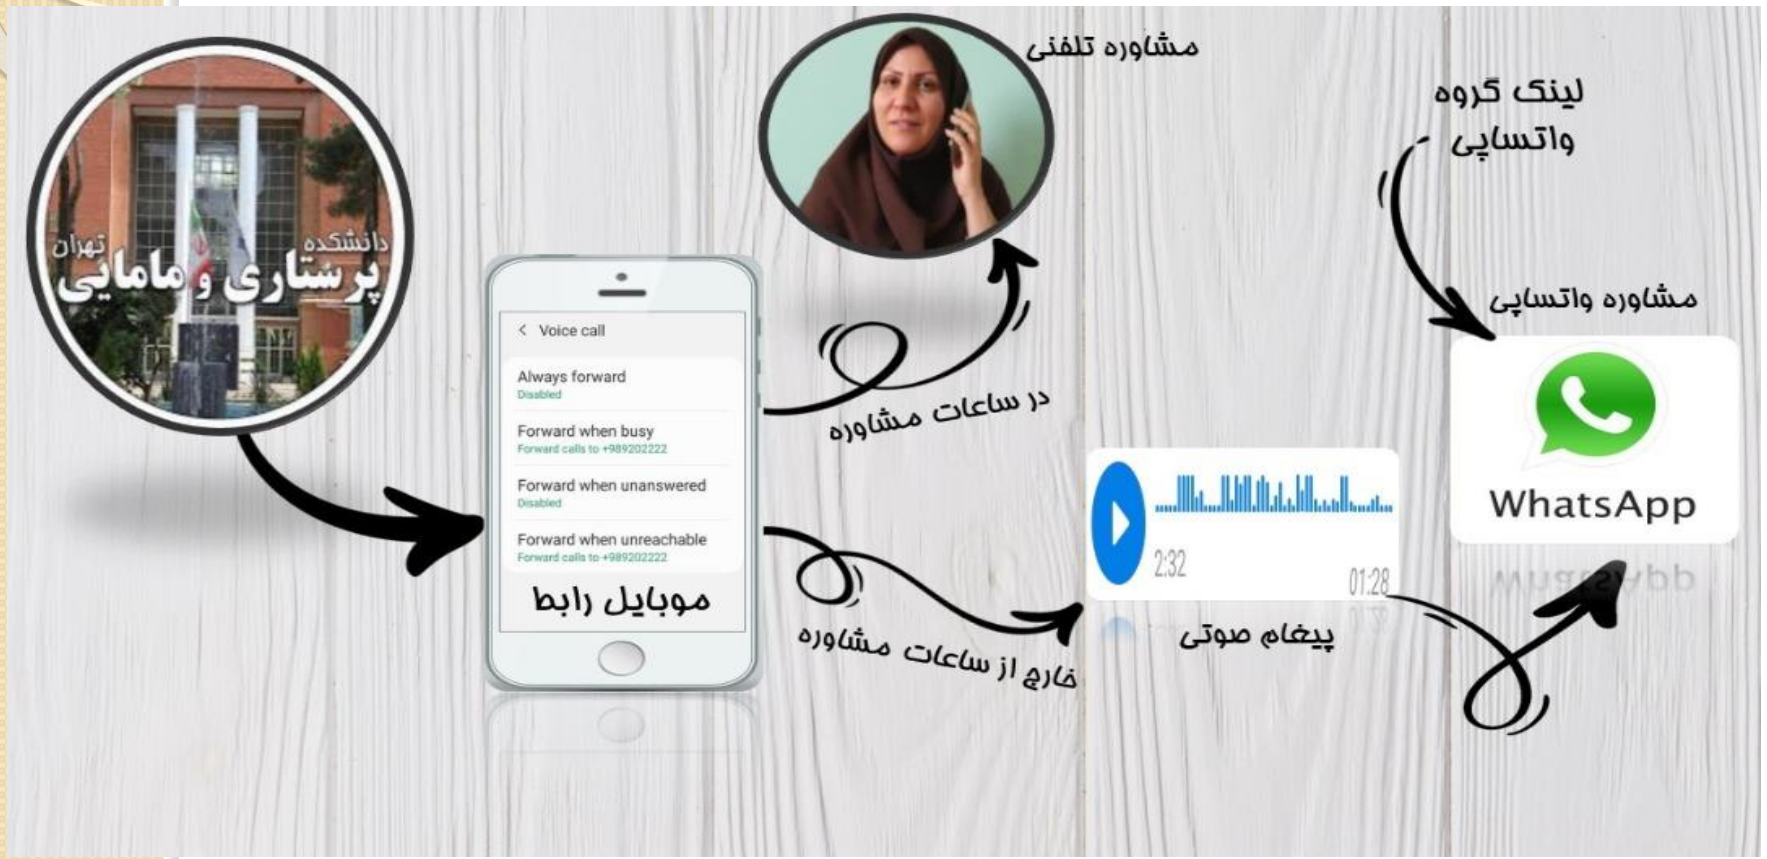 دانشکده
پرستاری و مامایی
تهران
< Voice call
Always forward
Disabled
Forward when busy
Forward calls to +989202222
Forward when unanswered
Disabled
Forward when unreachable
Forward calls to +989202222
موبایل رابط
مشاوره تلفنی
در ساعات مشاوره
خارج از ساعات مشاوره
2:32
01:28
پیغام صوتی
لینک گروه
واتساپی
مشاوره واتساپی
WhatsApp